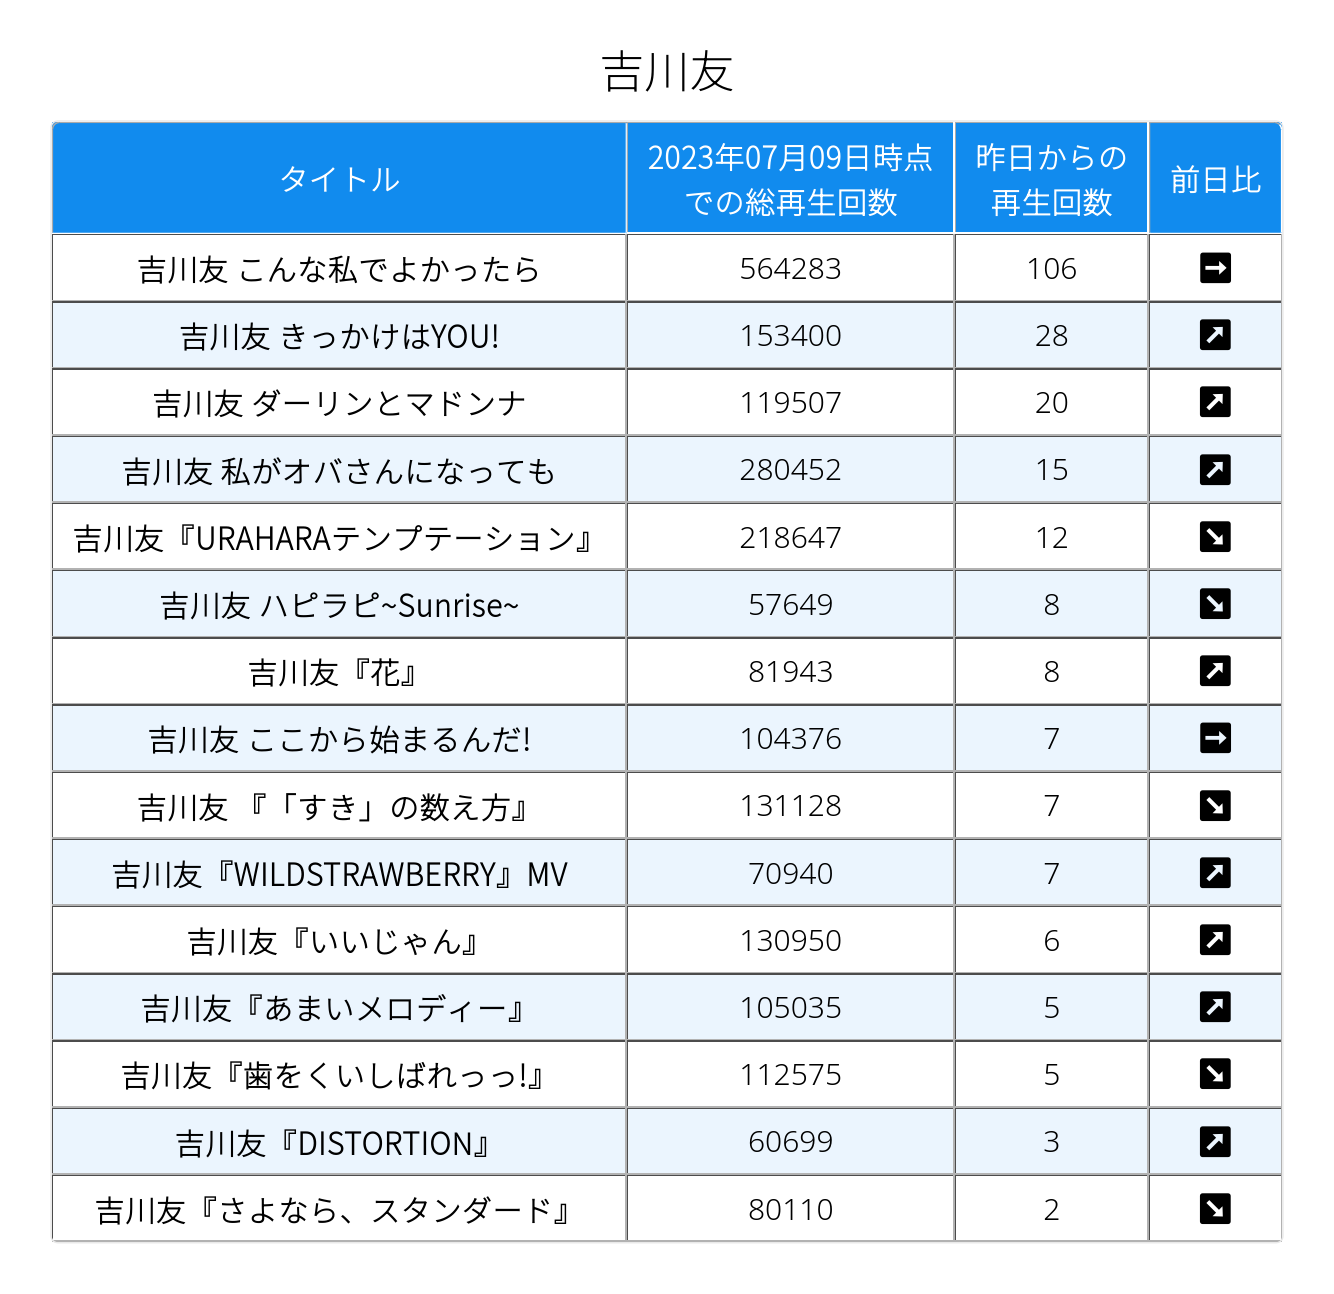 吉川友
タイトル
2023年07月09日時点
での総再生回数
昨日からの
再生回数
前日比
吉川友 こんな私でよかったら 564283 106 ➡
吉川友 きっかけはYOU! 153400 28 ↗
吉川友 ダーリンとマドンナ 119507 20 ↗
吉川友 私がオバさんになっても 280452 15 ↗
吉川友『URAHARAテンプテーション』 218647 12 ↘
吉川友 ハピラピ~Sunrise~ 57649 8 ↘
吉川友『花』 81943 8 ↗
吉川友 ここから始まるんだ! 104376 7 ➡
吉川友 『「すき」の数え方』 131128 7 ↘
吉川友『WILDSTRAWBERRY』MV 70940 7 ↗
吉川友『いいじゃん』 130950 6 ↗
吉川友『あまいメロディー』 105035 5 ↗
吉川友『歯をくいしばれっっ!』 112575 5 ↘
吉川友『DISTORTION』 60699 3 ↗
吉川友『さよなら、スタンダード』 80110 2 ↘